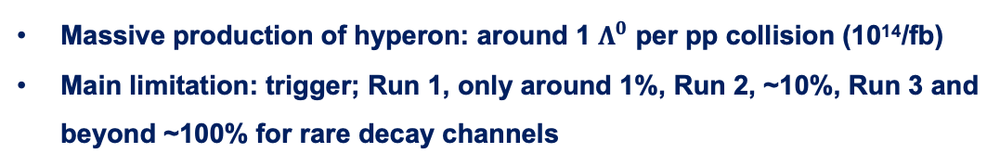 • Massive production of hyperon: around 1 Λ⁰ per pp collision (10¹⁴/fb)
• Main limitation: trigger; Run 1, only around 1%, Run 2, ~10%, Run 3 and
beyond ~100% for rare decay channels